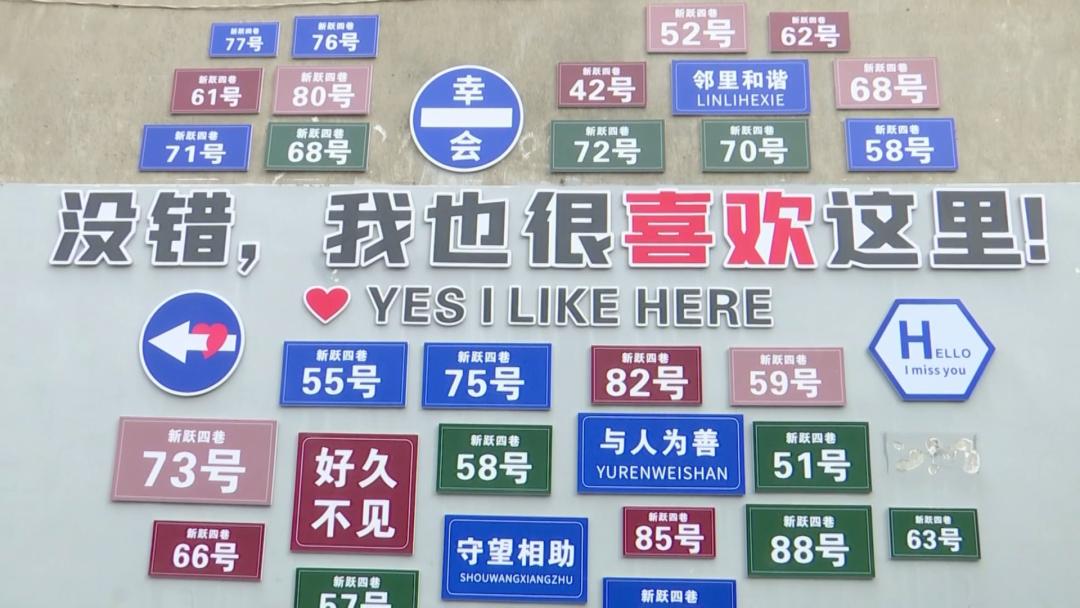 新跃四巷
77号
新跃四巷
76号
新跃四巷
52号
新跃四巷
62号
新跃四巷
61号
新跃四巷
80号
幸
会
新跃四巷
42号
邻里和谐
LINLIHEXIE
新跃四巷
68号
新跃四巷
71号
新跃四巷
68号
新跃四巷
72号
新跃四巷
70号
新跃四巷
58号
没错，我也很喜欢这里!
YES I LIKE HERE
HELLO
I miss you
新跃四巷
55号
新跃四巷
75号
新跃四巷
82号
新跃四巷
59号
新跃四巷
73号
好久
不见
新跃四巷
58号
与人为善
YURENWEISHAN
新跃四巷
51号
新跃四巷
66号
守望相助
SHOUWANGXIANGZHU
新跃四巷
85号
新跃四巷
88号
新跃四巷
63号
新跃四巷
57号
新跃四巷